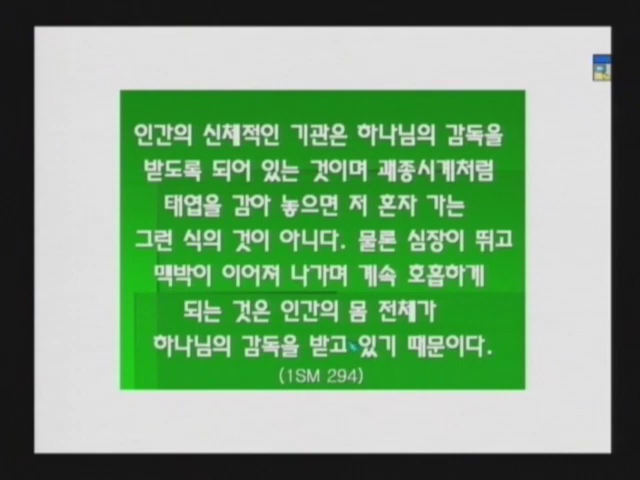 인간의 신체적인 기관은 하나님의 감독을
받도록 되어 있는 것이며 괘종시계처럼
태엽을 감아 놓으면 저 혼자 가는
그런 식의 것이 아니다. 물론 심장이 뛰고
맥박이 이어져 나가며 계속 호흡하게
되는 것은 인간의 몸 전체가
하나님의 감독을 받고 있기 때문이다.
(1SM 294)